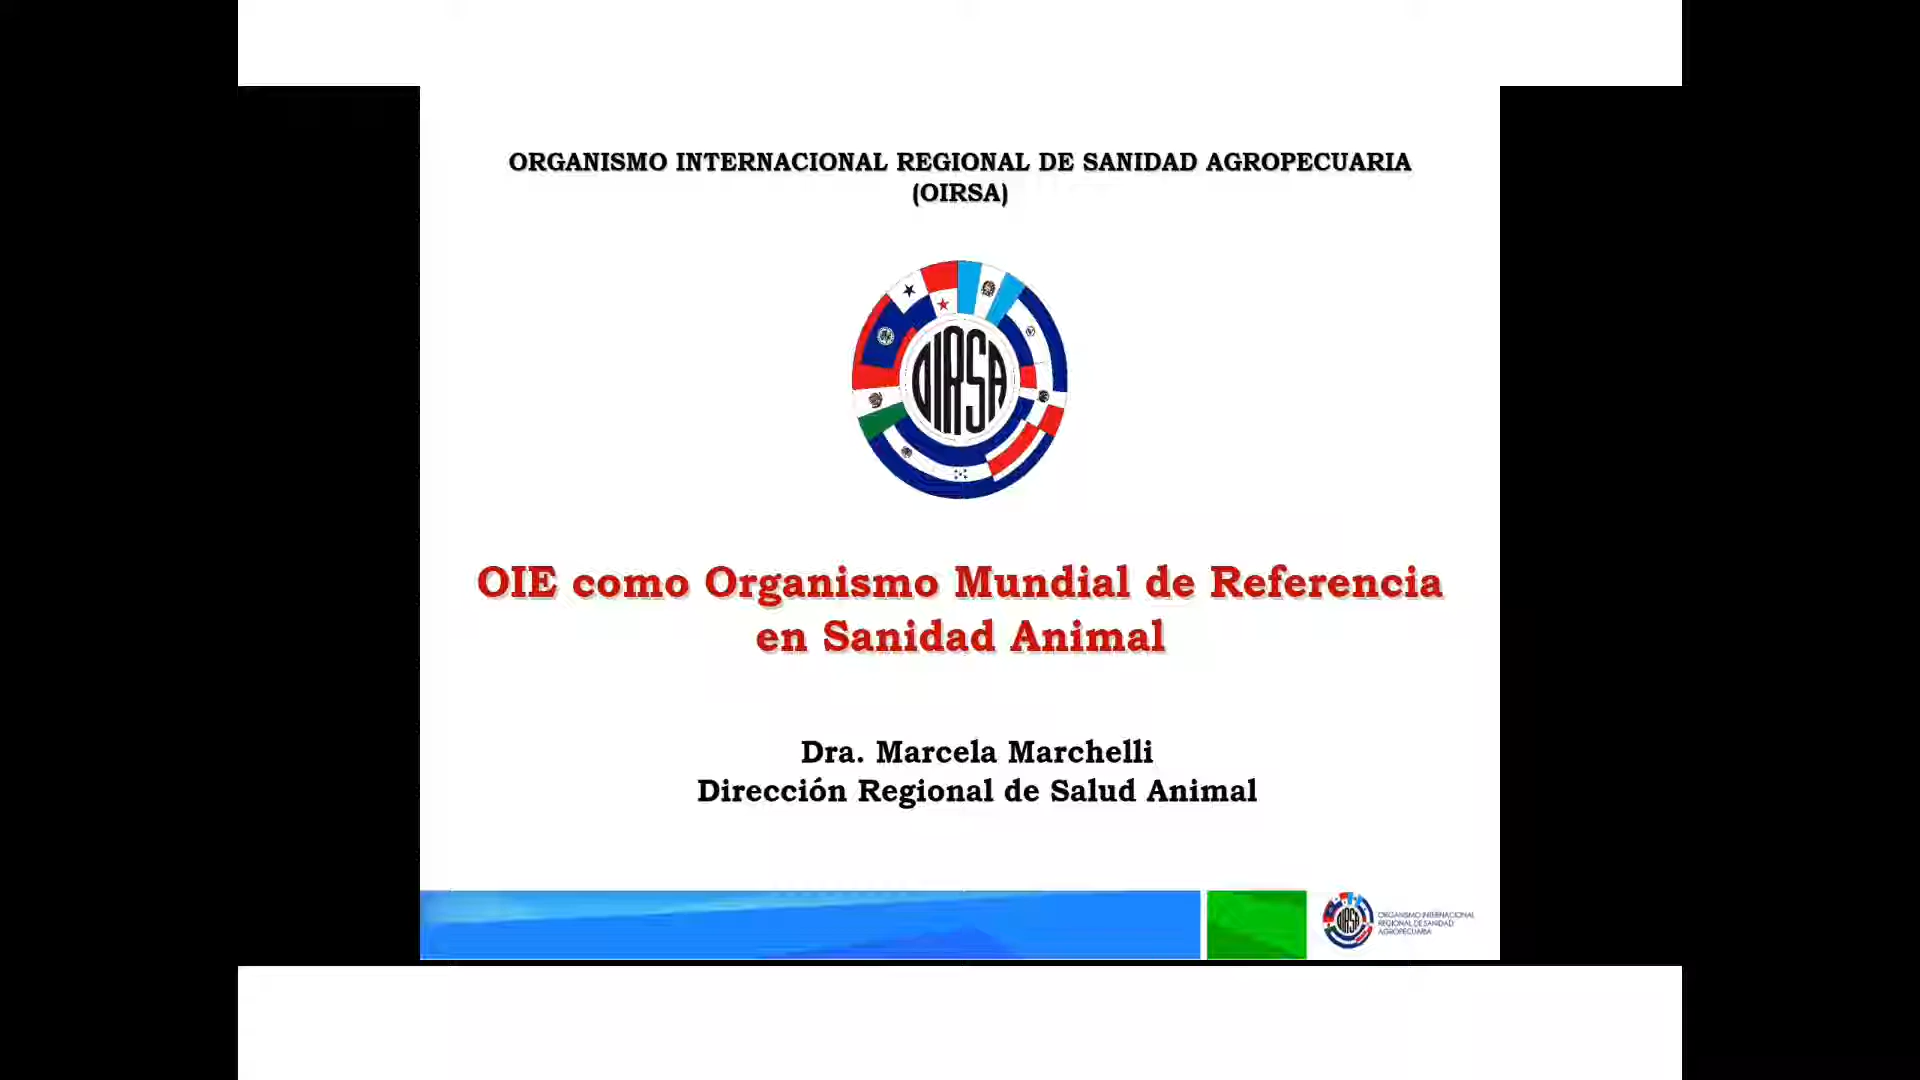 ORGANISMO INTERNACIONAL REGIONAL DE SANIDAD AGROPECUARIA
(OIRSA)
OIRSA
OIE como Organismo Mundial de Referencia
en Sanidad Animal
Dra. Marcela Marchelli
Dirección Regional de Salud Animal
OIRSA
ORGANISMO INTERNACIONAL
REGIONAL DE SANIDAD
AGROPECUARIA